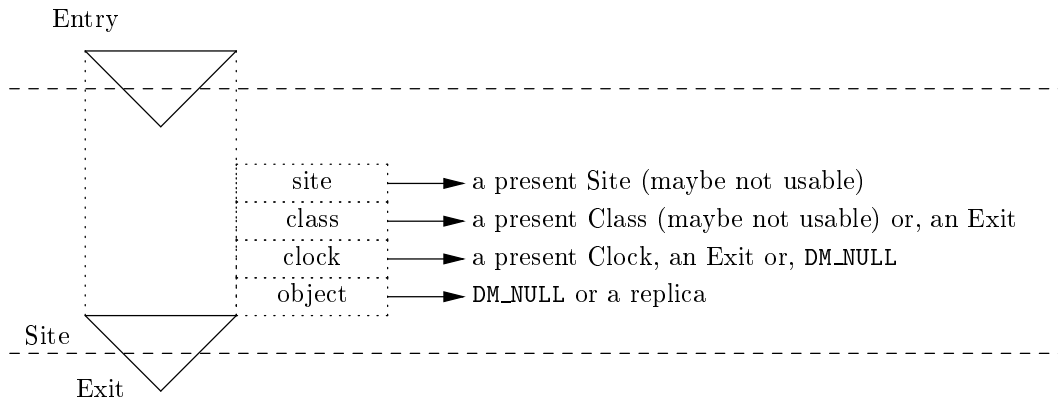 Entry
site a present Site (maybe not usable)
class a present Class (maybe not usable) or, an Exit
clock a present Clock, an Exit or, DM_NULL
object DM_NULL or a replica
Site
Exit